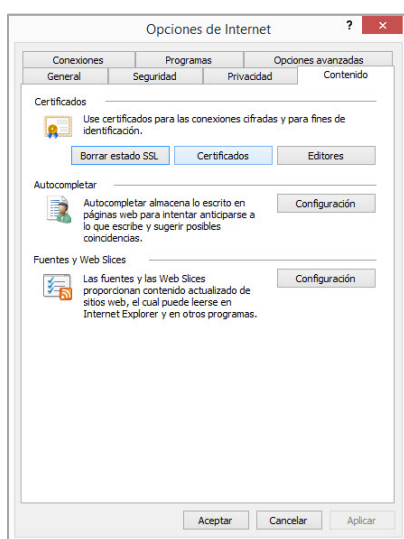 Opciones de Internet ? ×
Conexiones Programas Opciones avanzadas
General Seguridad Privacidad Contenido
Certificados
Use certificados para las conexiones cifradas y para fines de
identificación.
Borrar estado SSL Certificados Editores
Autocompletar
Autocompletar almacena lo escrito en
páginas web para intentar anticiparse a
lo que escribe y sugerir posibles
coincidencias.
Configuración
Fuentes y Web Slices
Las fuentes y las Web Slices
proporcionan contenido actualizado de
sitios web, el cual puede leerse en
Internet Explorer y en otros programas.
Configuración
Aceptar Cancelar Aplicar